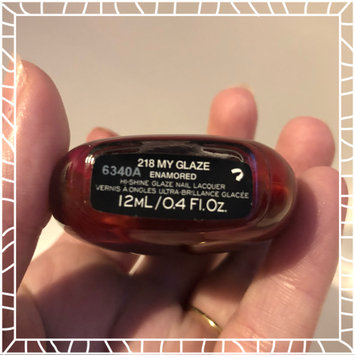 218 MY GLAZE
6340A
ENAMORED
HI-SHINE GLAZE NAIL LACQUER
VERNIS À ONGLES ULTRA-BRILLANCE GLACÉE
12ML/0.4 Fl.Oz.